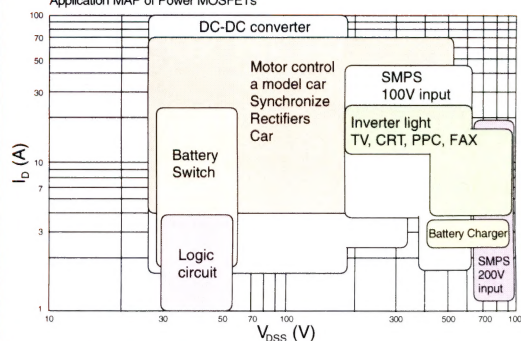 Application MAP of Power MOSFETs
DC-DC converter
Motor control
a model car
Synchronize
Rectifiers
Car
SMPS
100V input
Inverter light
TV, CRT, PPC, FAX
Battery
Switch
Battery Charger
Logic
circuit
SMPS
200V
input
I_D (A)
100
70
50
30
10
7
5
3
1
10
30
50
70
100
300
500
700
100
V_DSS (V)